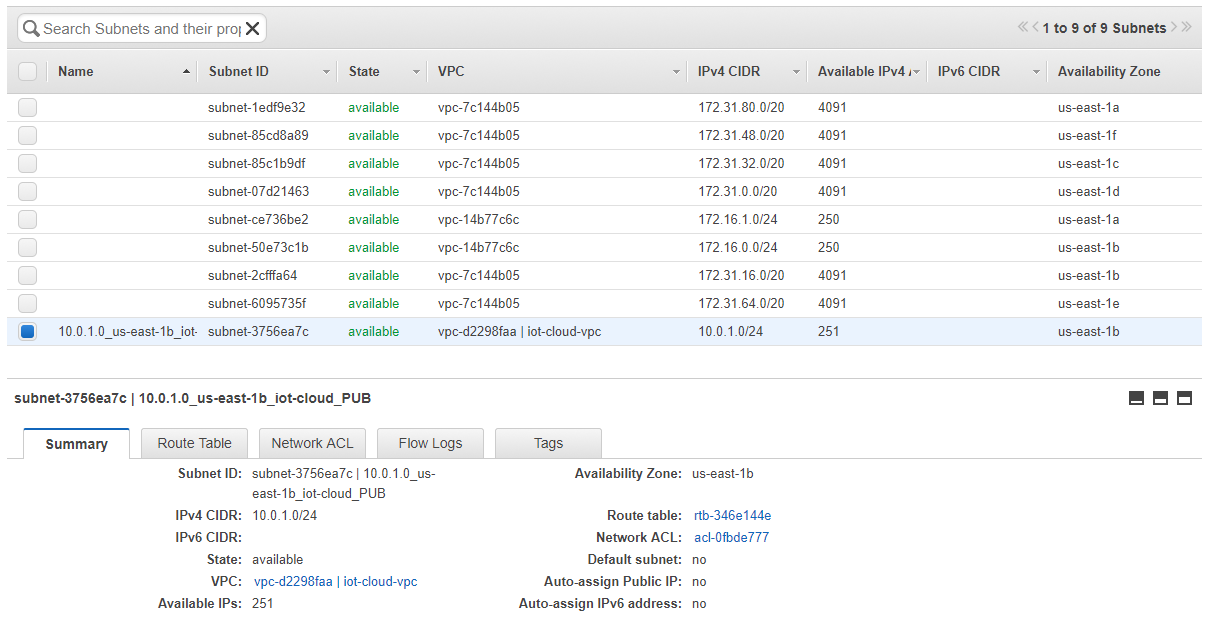 Search Subnets and their prop
1 to 9 of 9 Subnets
Name Subnet ID State VPC IPv4 CIDR Available IPv4 IPv6 CIDR Availability Zone
subnet-1edf9e32 available vpc-7c144b05 172.31.80.0/20 4091 us-east-1a
subnet-85cd8a89 available vpc-7c144b05 172.31.48.0/20 4091 us-east-1f
subnet-85c1b9df available vpc-7c144b05 172.31.32.0/20 4091 us-east-1c
subnet-07d21463 available vpc-7c144b05 172.31.0.0/20 4091 us-east-1d
subnet-ce736be2 available vpc-14b77c6c 172.16.1.0/24 250 us-east-1a
subnet-50e73c1b available vpc-14b77c6c 172.16.0.0/24 250 us-east-1b
subnet-2cfffa64 available vpc-7c144b05 172.31.16.0/20 4091 us-east-1b
subnet-6095735f available vpc-7c144b05 172.31.64.0/20 4091 us-east-1e
10.0.1.0_us-east-1b_iot- subnet-3756ea7c available vpc-d2298faa | iot-cloud-vpc 10.0.1.0/24 251 us-east-1b
subnet-3756ea7c | 10.0.1.0_us-east-1b_iot-cloud_PUB
Summary Route Table Network ACL Flow Logs Tags
Subnet ID: subnet-3756ea7c | 10.0.1.0_us-
east-1b_iot-cloud_PUB
Availability Zone: us-east-1b
IPv4 CIDR: 10.0.1.0/24 Route table: rtb-346e144e
IPv6 CIDR: Network ACL: acl-0fbde777
State: available Default subnet: no
VPC: vpc-d2298faa | iot-cloud-vpc Auto-assign Public IP: no
Available IPs: 251 Auto-assign IPv6 address: no